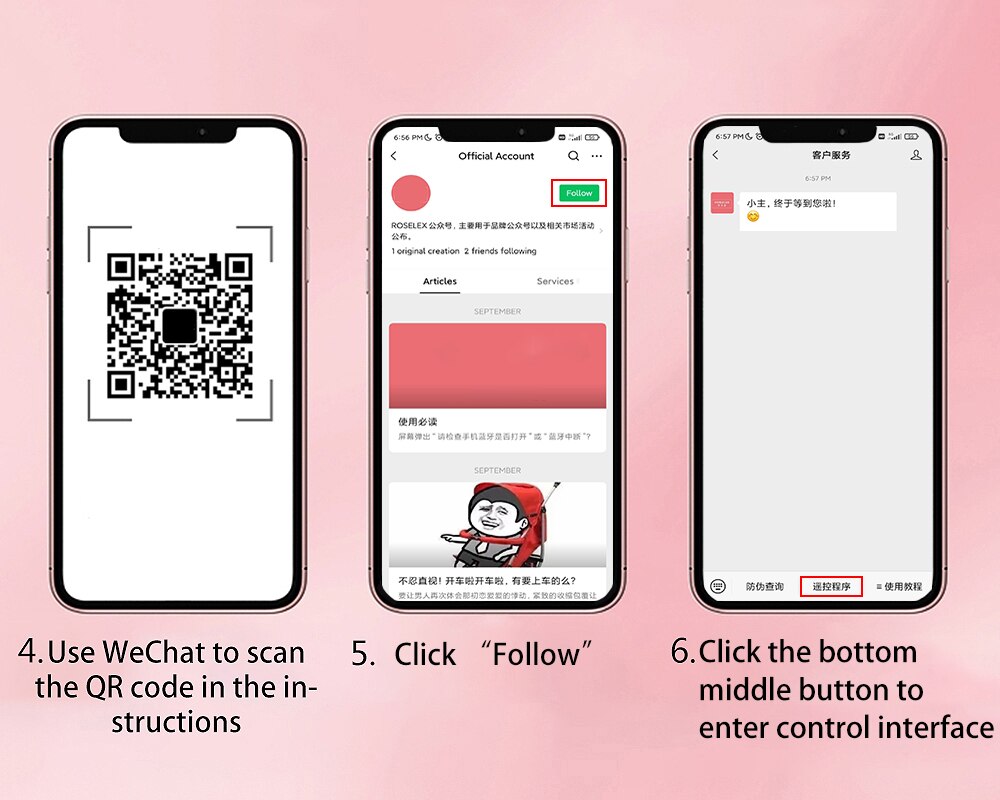 6:56 PM
Official Account
Follow
ROSELEX 公众号，主要用于品牌公众号以及相关市场活动
公布。
1 original creation 2 friends following
Articles
Services
SEPTEMBER
使用必读
屏幕弹出“请检查手机蓝牙是否打开”或“蓝牙中断”？
SEPTEMBER
不忍直视！开车啦开车啦，有要上车的么？
要让男人再次体会那初恋爱爱的悸动、紧致的收缩包覆让
6:57 PM
客户服务
6:57 PM
小主，终于等到您啦！
防伪查询
遥控程序
≡ 使用教程
4.Use WeChat to scan
the QR code in the in-
structions
5. Click “Follow”
6.Click the bottom
middle button to
enter control interface